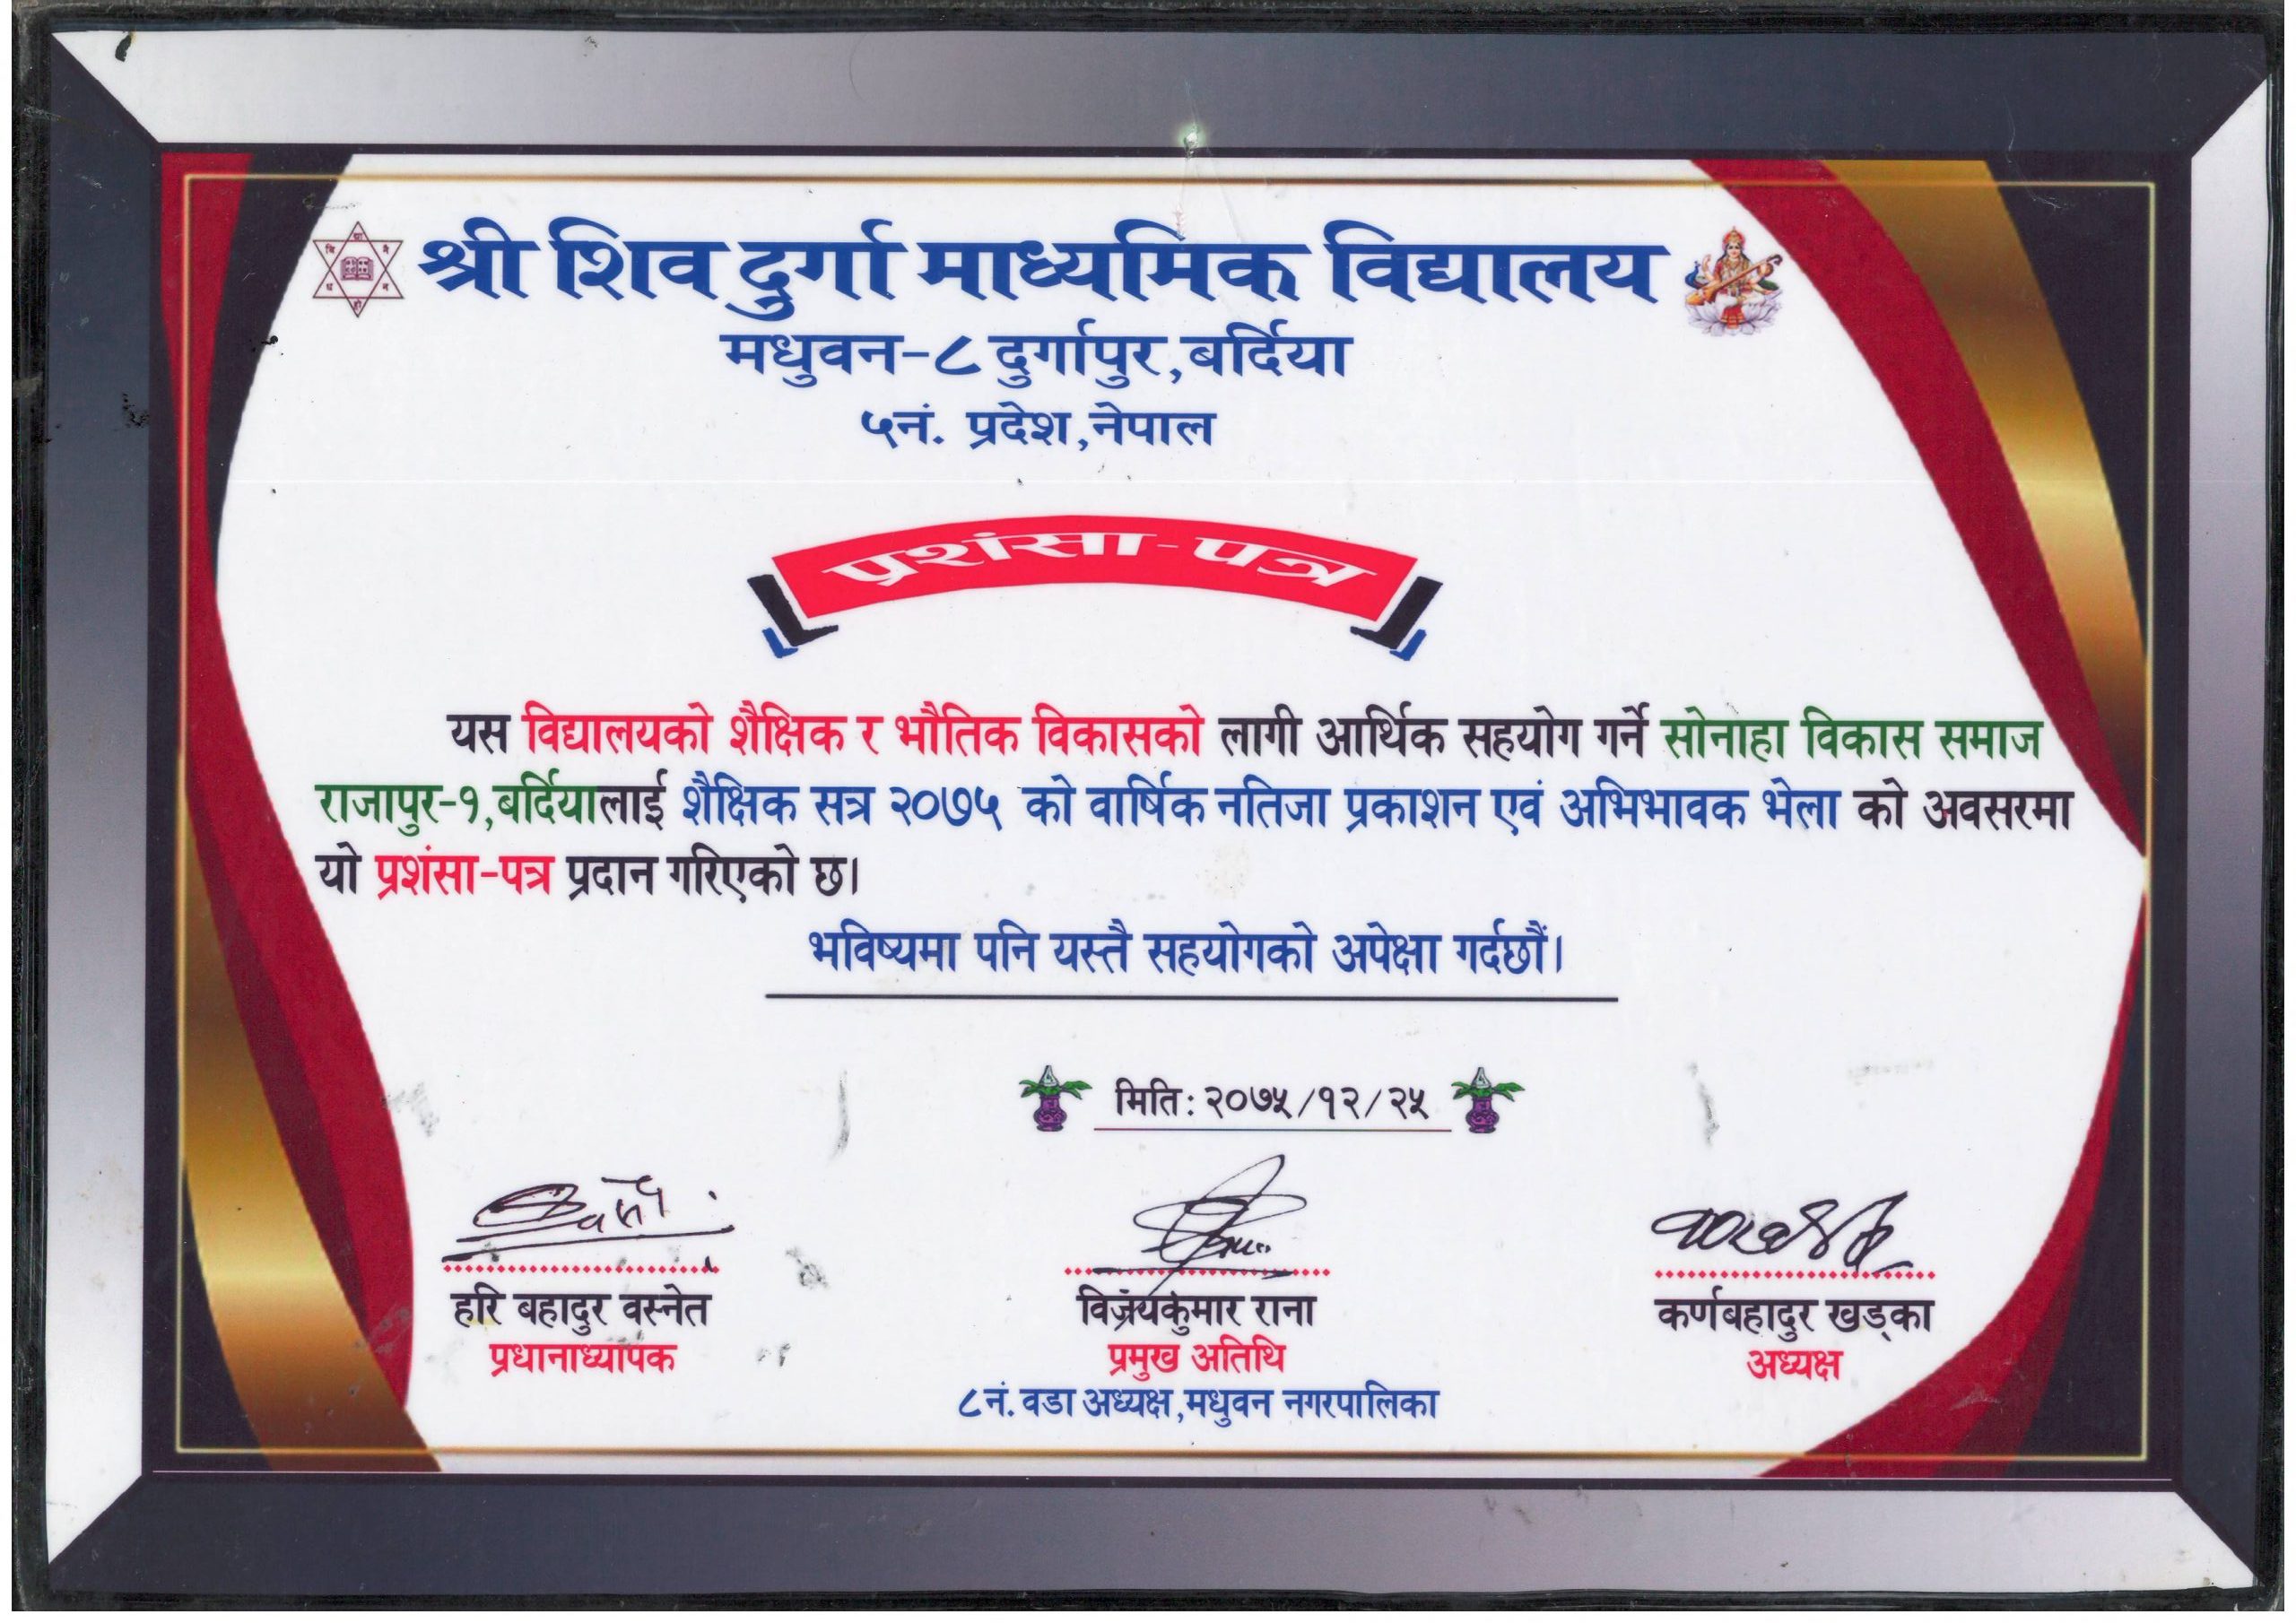 श्री शिव दुर्गा माध्यमिक विद्यालय
मधुवन-८ दुर्गापुर,बर्दिया
५नं. प्रदेश,नेपाल
प्रशंसा-पत्र
यस विद्यालयको शैक्षिक र भौतिक विकासको लागी आर्थिक सहयोग गर्ने सोनाहा विकास समाज
राजापुर-१,बर्दियालाई शैक्षिक सत्र २०७५ को वार्षिक नतिजा प्रकाशन एवं अभिभावक भेला को अवसरमा
यो प्रशंसा-पत्र प्रदान गरिएको छ।
भविष्यमा पनि यस्तै सहयोगको अपेक्षा गर्दछौं।
मिति: २०७५/१२/२५
हरि बहादुर वस्नेत
प्रधानाध्यापक
विजयकुमार राना
प्रमुख अतिथि
८नं. वडा अध्यक्ष,मधुवन नगरपालिका
कर्णबहादुर खड्का
अध्यक्ष